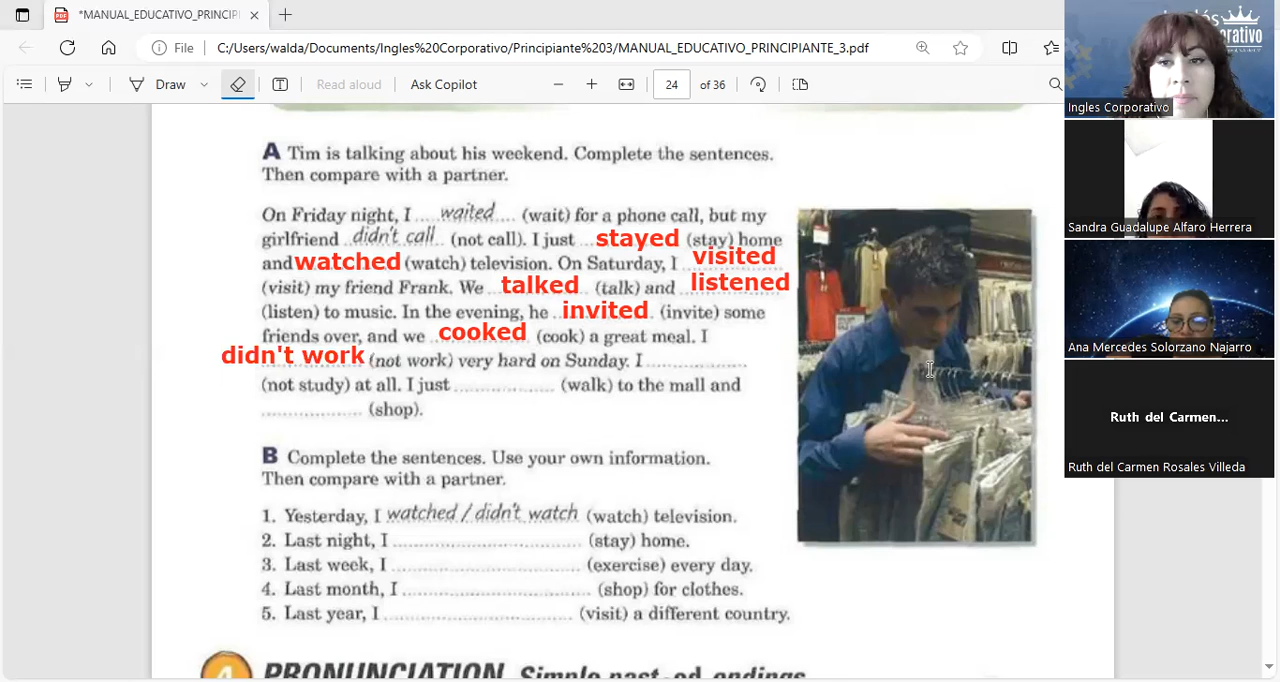 *MANUAL_EDUCATIVO_PRINCIPI
File
C:/Users/walda/Documents/Ingles%20Corporativo/Principante%203/MANUAL_EDUCATIVO_PRINCIPIANTE_3.pdf
Draw
Read aloud
Ask Copilot
24 of 36
A Tim is talking about his weekend. Complete the sentences.
Then compare with a partner.
On Friday night, I waited (wait) for a phone call, but my
girlfriend didn't call (not call). I just stayed (stay) home
and watched (watch) television. On Saturday, I visited
(visit) my friend Frank. We talked (talk) and listened
(listen) to music. In the evening, he invited (invite) some
friends over, and we cooked (cook) a great meal. I
didn't work (not work) very hard on Sunday. I
(not study) at all. I just (walk) to the mall and
(shop).
B Complete the sentences. Use your own information.
Then compare with a partner.
1. Yesterday, I watched / didn't watch (watch) television.
2. Last night, I (stay) home.
3. Last week, I (exercise) every day.
4. Last month, I (shop) for clothes.
5. Last year, I (visit) a different country.
4 PRONUNCIATION Simple past -ed endings
Ingles Corporativo
Sandra Guadalupe Alfaro Herrera
Ana Mercedes Solorzano Najarro
Ruth del Carmen...
Ruth del Carmen Rosales Villeda